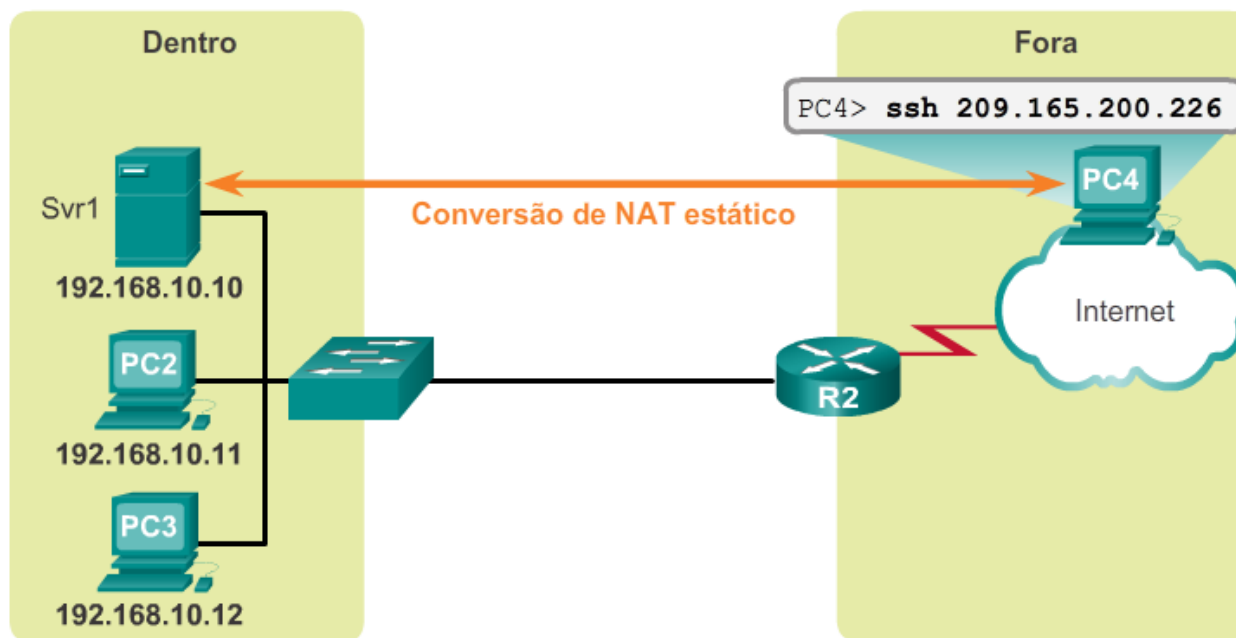 Dentro
Fora
PC4> ssh 209.165.200.226
Svr1
192.168.10.10
Conversão de NAT estático
PC4
Internet
PC2
192.168.10.11
R2
PC3
192.168.10.12